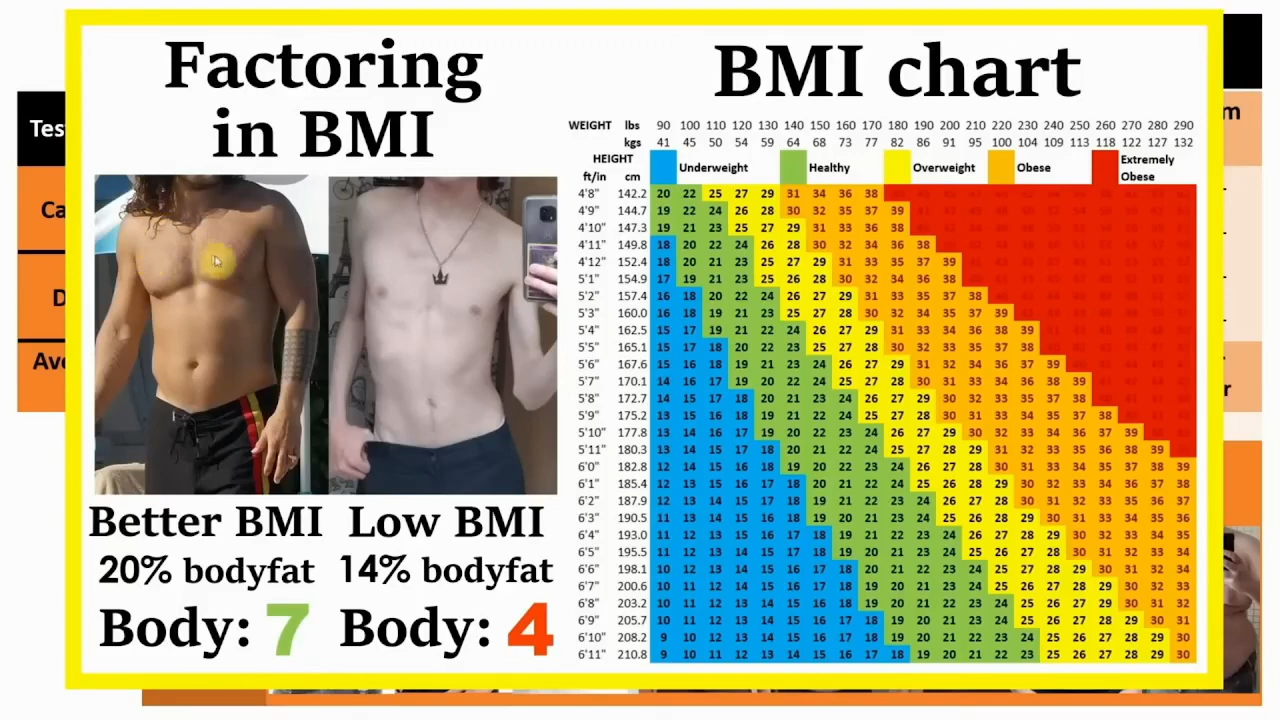 Factoring
in BMI
Better BMI
20% bodyfat
Body: 7
Low BMI
14% bodyfat
Body: 4
BMI chart
WEIGHT lbs 90 100 110 120 130 140 150 160 170 180 190 200 210 220 230 240 250 260 270 280 290
kgs 41 45 50 54 59 64 68 73 77 82 86 91 95 100 104 109 113 118 122 127 132
HEIGHT Underweight Healthy Overweight Obese Extremely
ft/in cm Obese
4'8" 142.2 20 22 25 27 29 31 34 36 38
4'9" 144.7 19 22 24 26 28 30 32 35 37 39
4'10" 147.3 19 21 23 25 27 29 31 33 36 38
4'11" 149.8 18 20 22 24 26 28 30 32 34 36 38
4'12" 152.4 18 20 21 23 25 27 29 31 33 35 37 39
5'1" 154.9 17 19 21 23 25 26 28 30 32 34 36 38
5'2" 157.4 16 18 20 22 24 26 27 29 31 33 35 37 38
5'3" 160.0 16 18 19 21 23 25 27 28 30 32 34 35 37 39
5'4" 162.5 15 17 19 21 22 24 26 27 29 31 33 34 36 38 39
5'5" 165.1 15 17 18 20 22 23 25 27 28 30 32 33 35 37 38
5'6" 167.6 15 16 18 19 21 23 24 26 27 29 31 32 34 36 37 39
5'7" 170.1 14 16 17 19 20 22 24 25 27 28 30 31 33 34 36 38 39
5'8" 172.7 14 15 17 18 20 21 23 24 26 27 29 30 32 33 35 37 38
5'9" 175.2 13 15 16 18 19 21 22 24 25 27 28 30 31 33 34 36 37 38
5'10" 177.8 13 14 16 17 19 20 22 23 24 26 27 29 30 32 33 34 36 37 39
5'11" 180.3 13 14 15 17 18 20 21 22 24 25 27 28 29 31 32 34 35 36 38 39
6'0" 182.8 12 14 15 16 18 19 20 22 23 24 26 27 28 30 31 33 34 35 37 38 39
6'1" 185.4 12 13 15 16 17 18 20 21 22 24 25 26 28 29 30 32 33 34 36 37 38
6'2" 187.9 12 13 14 15 17 18 19 21 22 23 24 26 27 28 30 31 32 33 35 36 37
6'3" 190.5 11 13 14 15 16 18 19 20 21 23 24 25 26 28 29 30 31 33 34 35 36
6'4" 193.0 11 12 13 15 16 17 18 20 21 22 23 24 26 27 28 29 30 32 33 34 35
6'5" 195.5 11 12 13 14 15 17 18 19 20 21 23 24 25 26 27 29 30 31 32 33 34
6'6" 198.1 10 12 13 14 15 16 17 19 20 21 22 23 24 25 27 28 29 30 31 32 34
6'7" 200.6 10 11 12 14 15 16 17 18 19 20 21 23 24 25 26 27 28 29 30 32 33
6'8" 203.2 10 11 12 13 14 15 16 18 19 20 21 22 23 24 25 26 28 29 30 31 32
6'9" 205.7 10 11 12 13 14 15 16 17 18 19 20 21 23 24 25 26 27 28 29 30 31
6'10" 208.2 9 10 12 13 14 15 16 17 18 19 20 21 22 23 24 25 26 27 28 29 30
6'11" 210.8 9 10 11 12 13 14 15 16 17 18 19 20 21 22 23 24 26 27 28 29 30